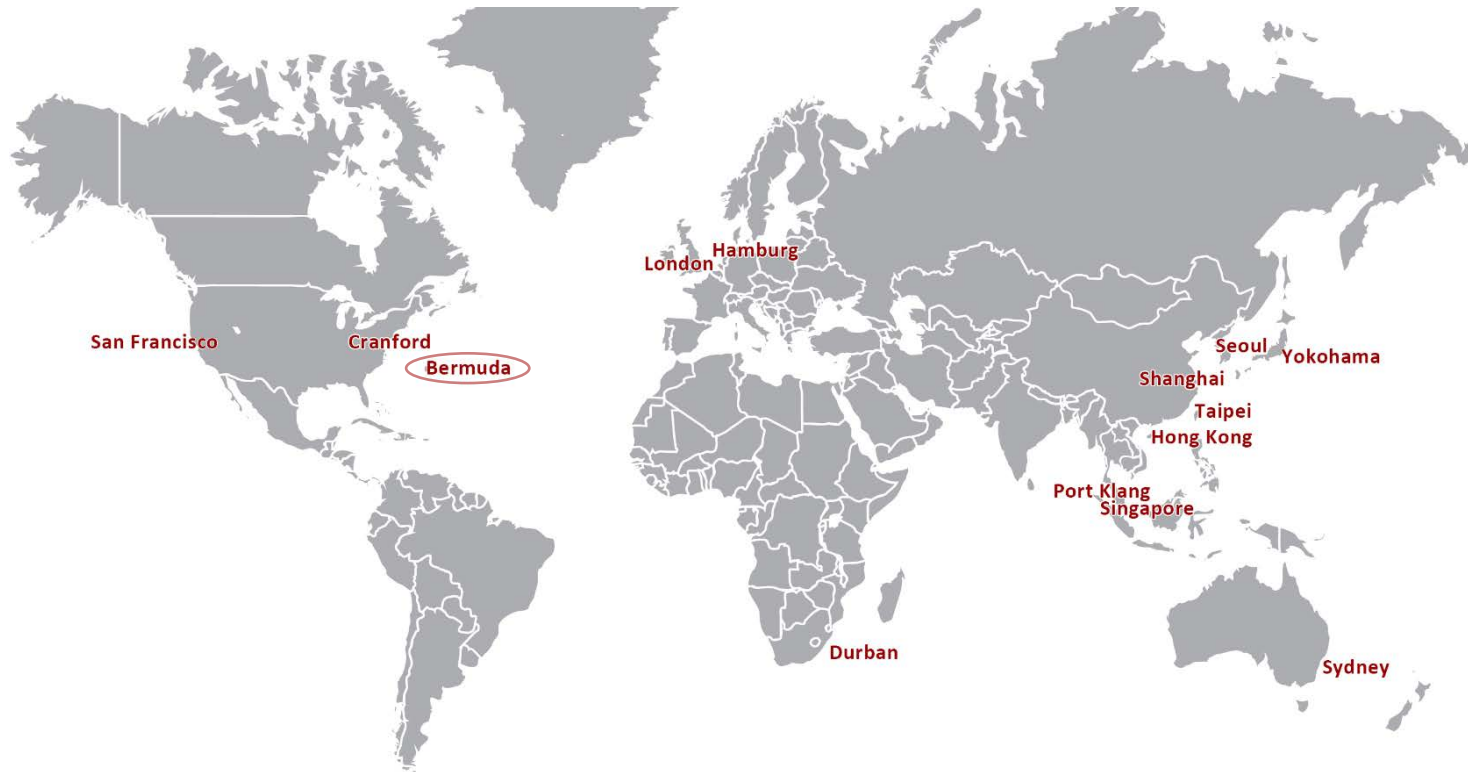 Hamburg
London
San Francisco
Cranford
Bermuda
Seoul
Yokohama
Shanghai
Taipei
Hong Kong
Port Klang
Singapore
Durban
Sydney